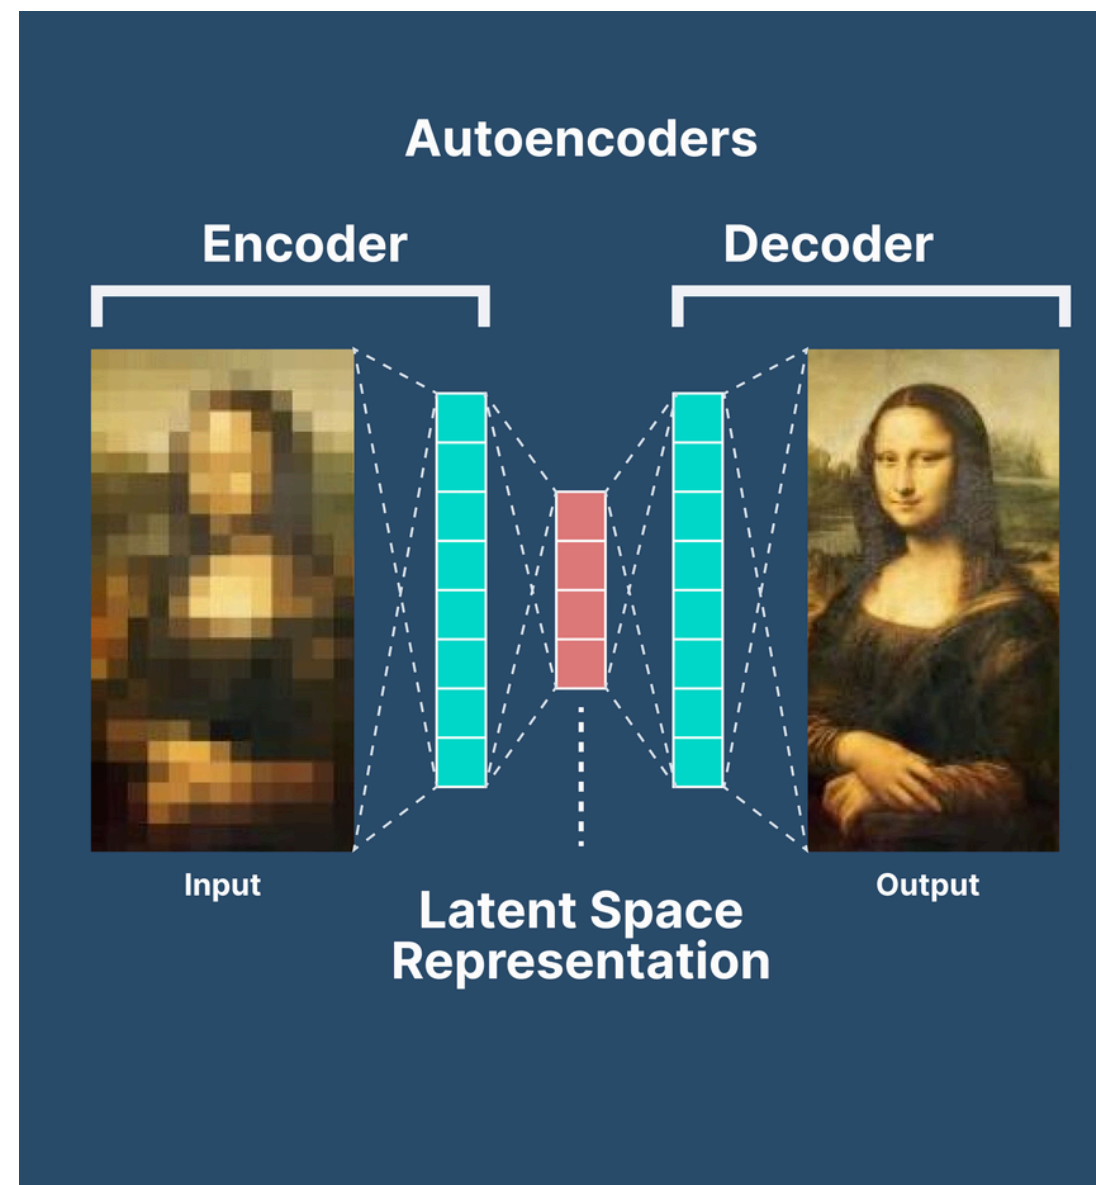 Autoencoders
Encoder
Decoder
Input
Output
Latent Space
Representation